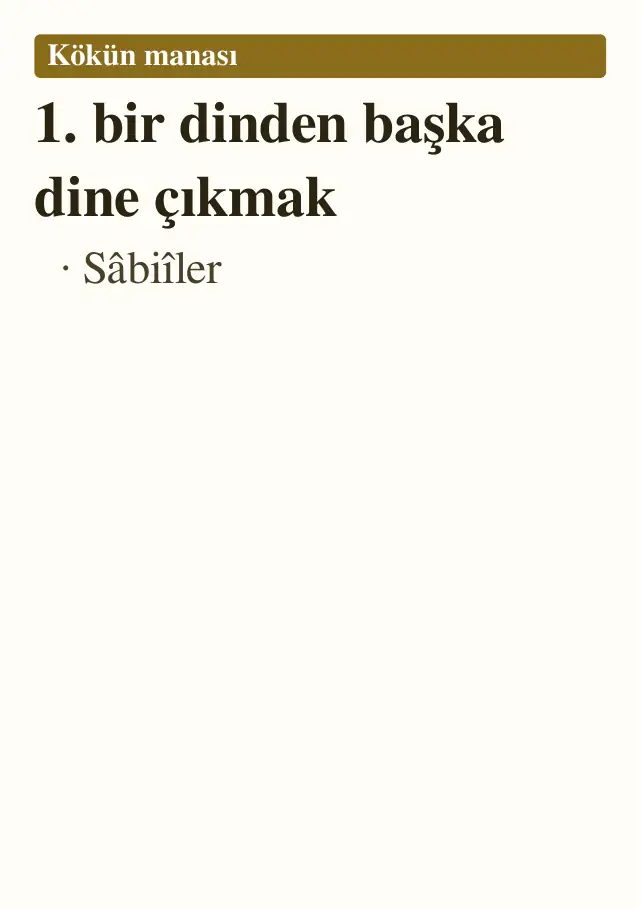 Kökün manası
1. bir dinden başka
dine çıkmak
· Sâbiîler